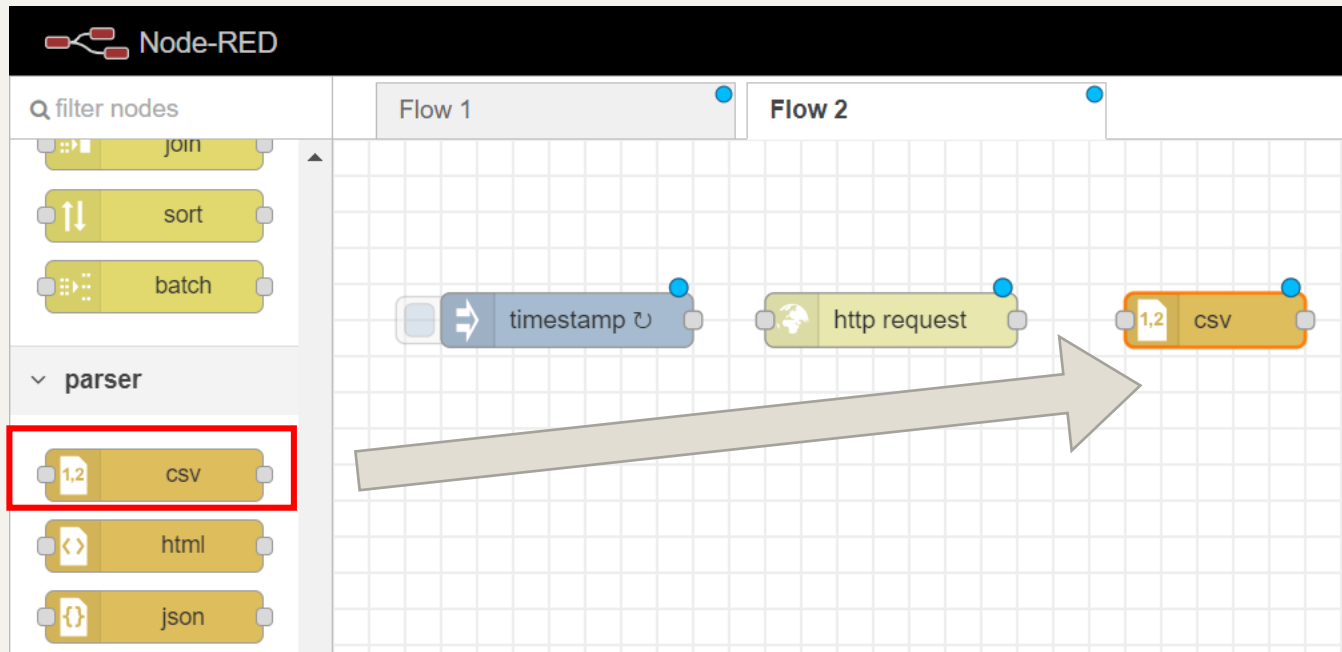 Node-RED
filter nodes
Flow 1
Flow 2
join
sort
batch
timestamp ↻
http request
1,2 csv
parser
1,2 csv
html
json